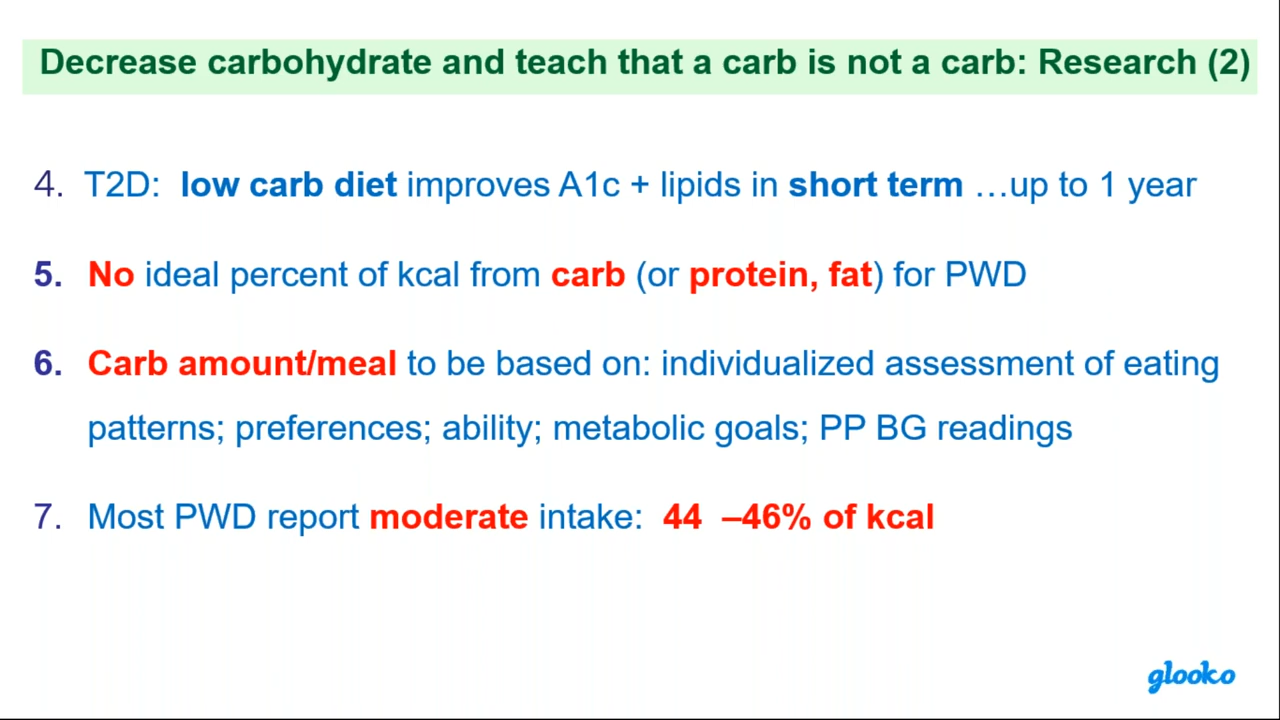 Decrease carbohydrate and teach that a carb is not a carb: Research (2)
4. T2D: low carb diet improves A1c + lipids in short term …up to 1 year
5. No ideal percent of kcal from carb (or protein, fat) for PWD
6. Carb amount/meal to be based on: individualized assessment of eating
patterns; preferences; ability; metabolic goals; PP BG readings
7. Most PWD report moderate intake: 44 –46% of kcal
glooko